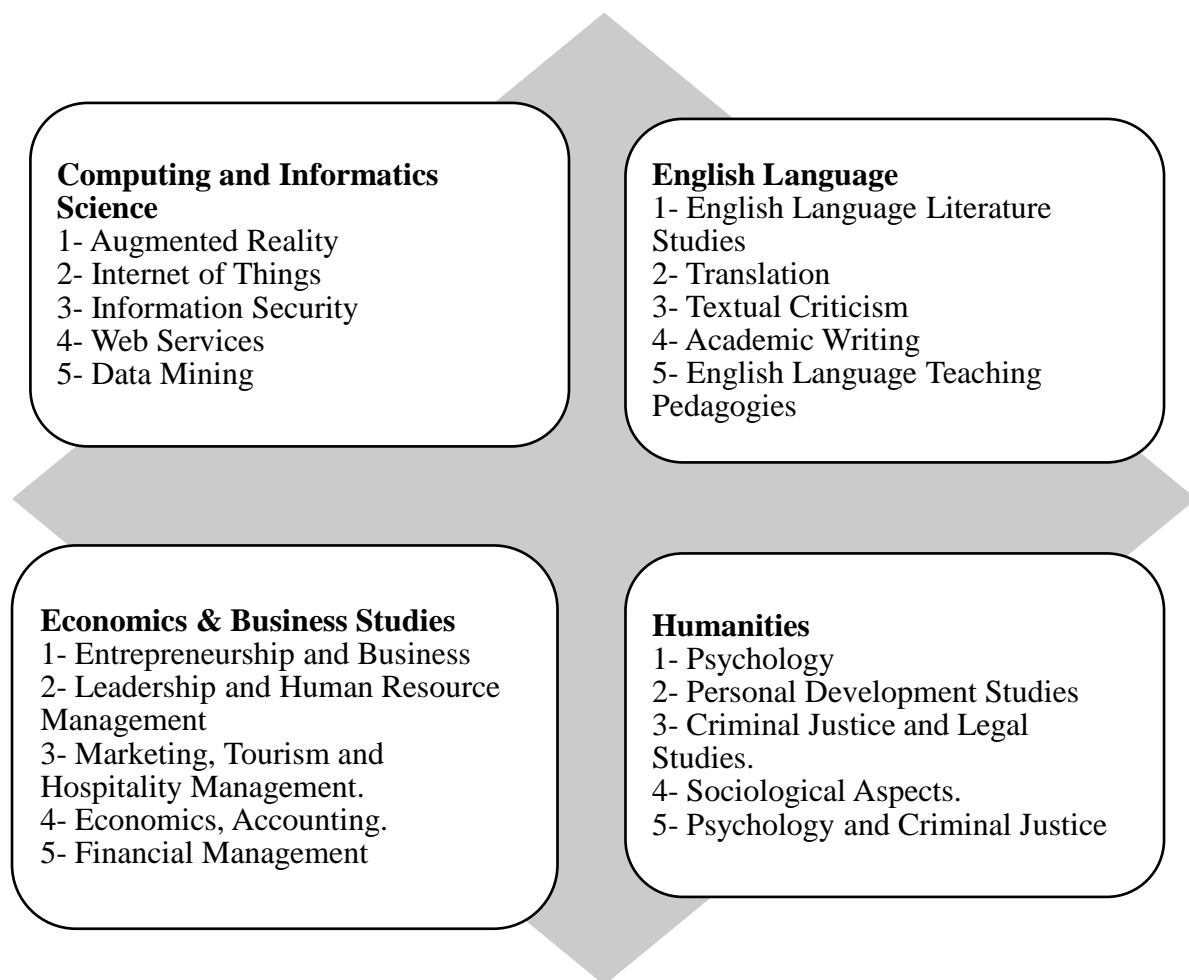 Computing and Informatics
Science
1- Augmented Reality
2- Internet of Things
3- Information Security
4- Web Services
5- Data Mining
English Language
1- English Language Literature
Studies
2- Translation
3- Textual Criticism
4- Academic Writing
5- English Language Teaching
Pedagogies
Economics & Business Studies
1- Entrepreneurship and Business
2- Leadership and Human Resource
Management
3- Marketing, Tourism and
Hospitality Management.
4- Economics, Accounting.
5- Financial Management
Humanities
1- Psychology
2- Personal Development Studies
3- Criminal Justice and Legal
Studies.
4- Sociological Aspects.
5- Psychology and Criminal Justice